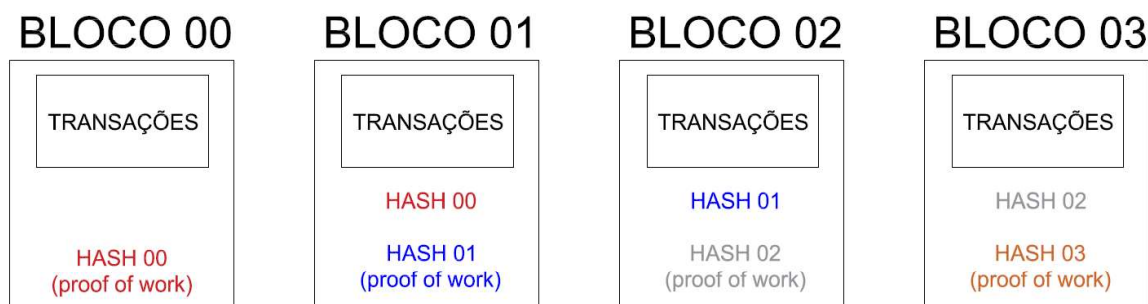 BLOCO 00
TRANSAÇÕES
HASH 00
(proof of work)
BLOCO 01
TRANSAÇÕES
HASH 00
HASH 01
(proof of work)
BLOCO 02
TRANSAÇÕES
HASH 01
HASH 02
(proof of work)
BLOCO 03
TRANSAÇÕES
HASH 02
HASH 03
(proof of work)